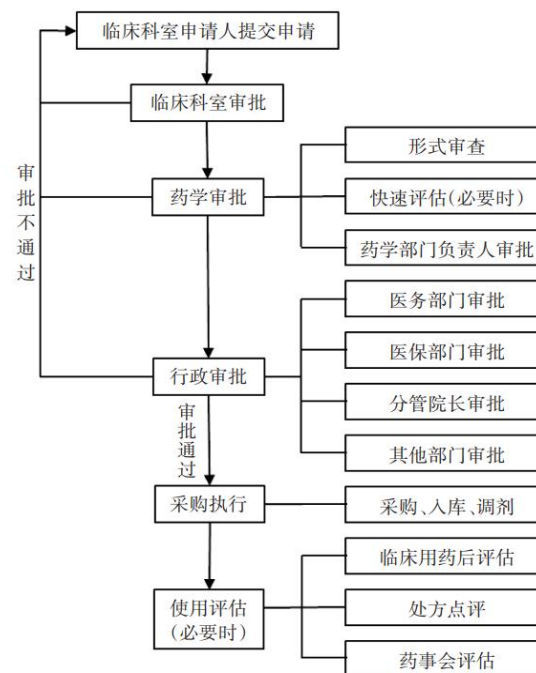 临床科室申请人提交申请
临床科室审批
审批不通过
药学审批
形式审查
快速评估(必要时)
药学部门负责人审批
行政审批
医务部门审批
医保部门审批
分管院长审批
其他部门审批
审批通过
采购执行
采购、入库、调剂
使用评估
(必要时)
临床用药后评估
处方点评
药事会评估